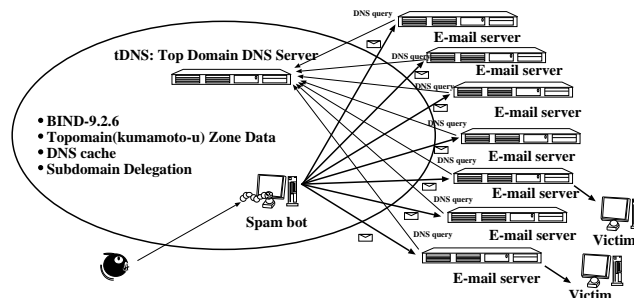 DNS query
E-mail server
tDNS: Top Domain DNS Server
DNS query
E-mail server
DNS query
E-mail server
• BIND-9.2.6
• Topomain(kumamoto-u) Zone Data
• DNS cache
• Subdomain Delegation
DNS query
E-mail server
DNS query
E-mail server
DNS query
Spam bot
E-mail server
Victim
DNS query
E-mail server
Victim